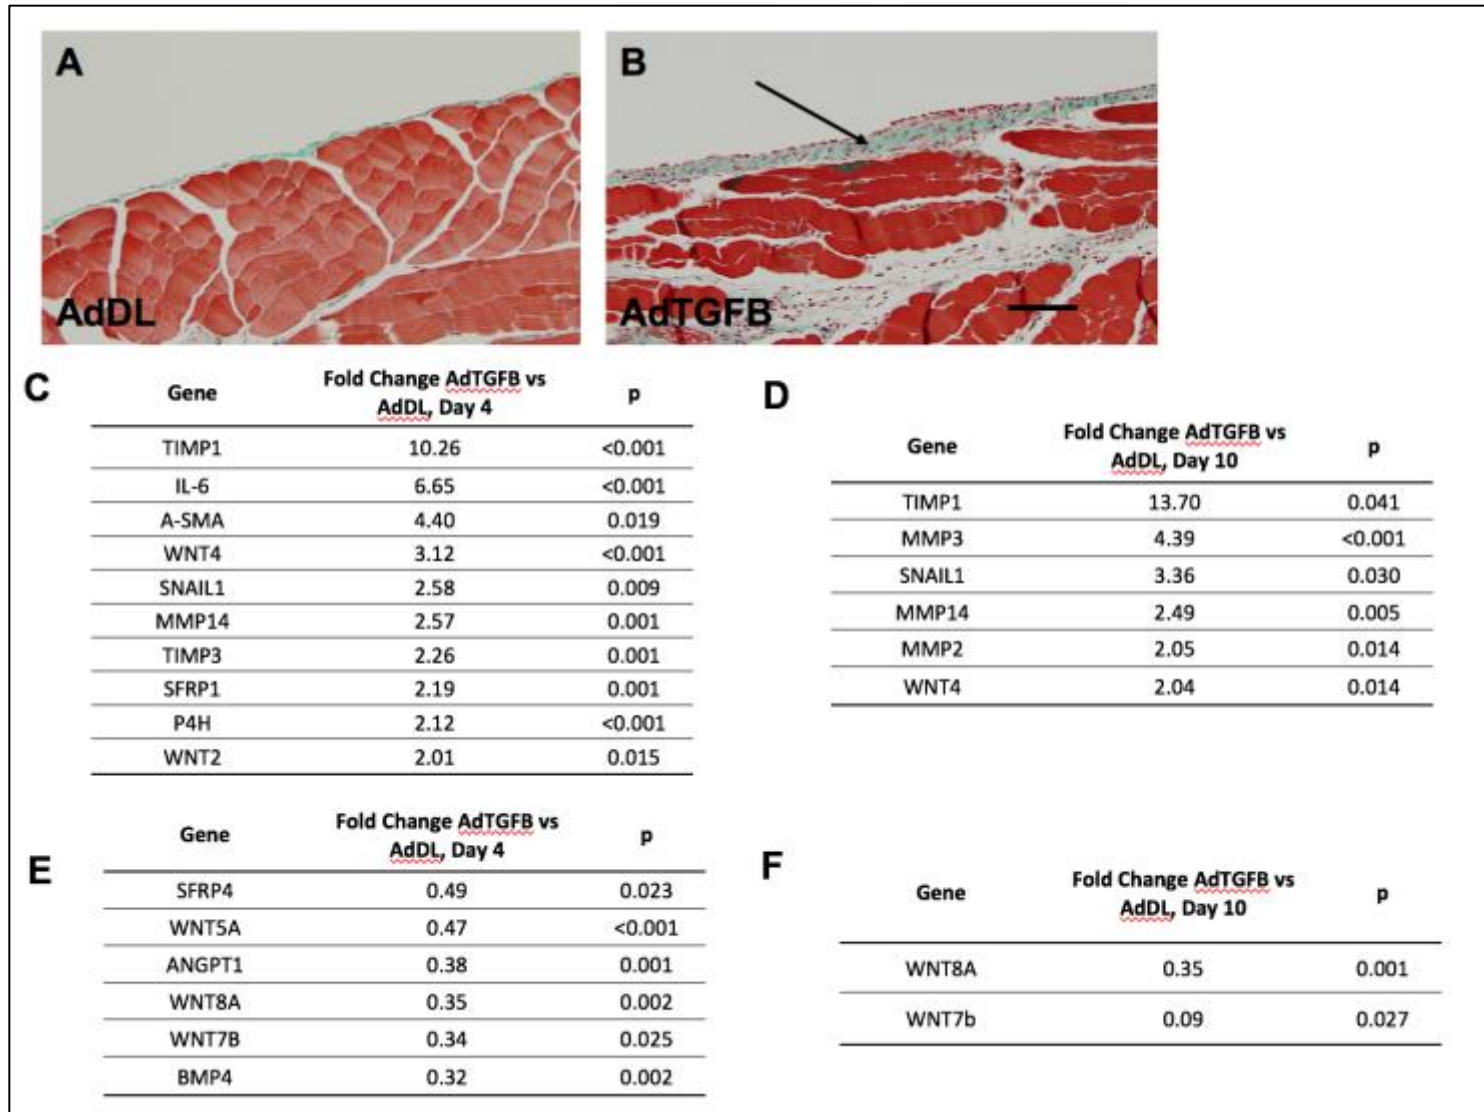 A
B
AdDL
AdTGFB
C
Gene Fold Change AdTGFB vs AdDL, Day 4 p
TIMP1 10.26 <0.001
IL-6 6.65 <0.001
A-SMA 4.40 0.019
WNT4 3.12 <0.001
SNAIL1 2.58 0.009
MMP14 2.57 0.001
TIMP3 2.26 0.001
SFRP1 2.19 0.001
P4H 2.12 <0.001
WNT2 2.01 0.015
D
Gene Fold Change AdTGFB vs AdDL, Day 10 p
TIMP1 13.70 0.041
MMP3 4.39 <0.001
SNAIL1 3.36 0.030
MMP14 2.49 0.005
MMP2 2.05 0.014
WNT4 2.04 0.014
E
Gene Fold Change AdTGFB vs AdDL, Day 4 p
SFRP4 0.49 0.023
WNT5A 0.47 <0.001
ANGPT1 0.38 0.001
WNT8A 0.35 0.002
WNT7B 0.34 0.025
BMP4 0.32 0.002
F
Gene Fold Change AdTGFB vs AdDL, Day 10 p
WNT8A 0.35 0.001
WNT7b 0.09 0.027